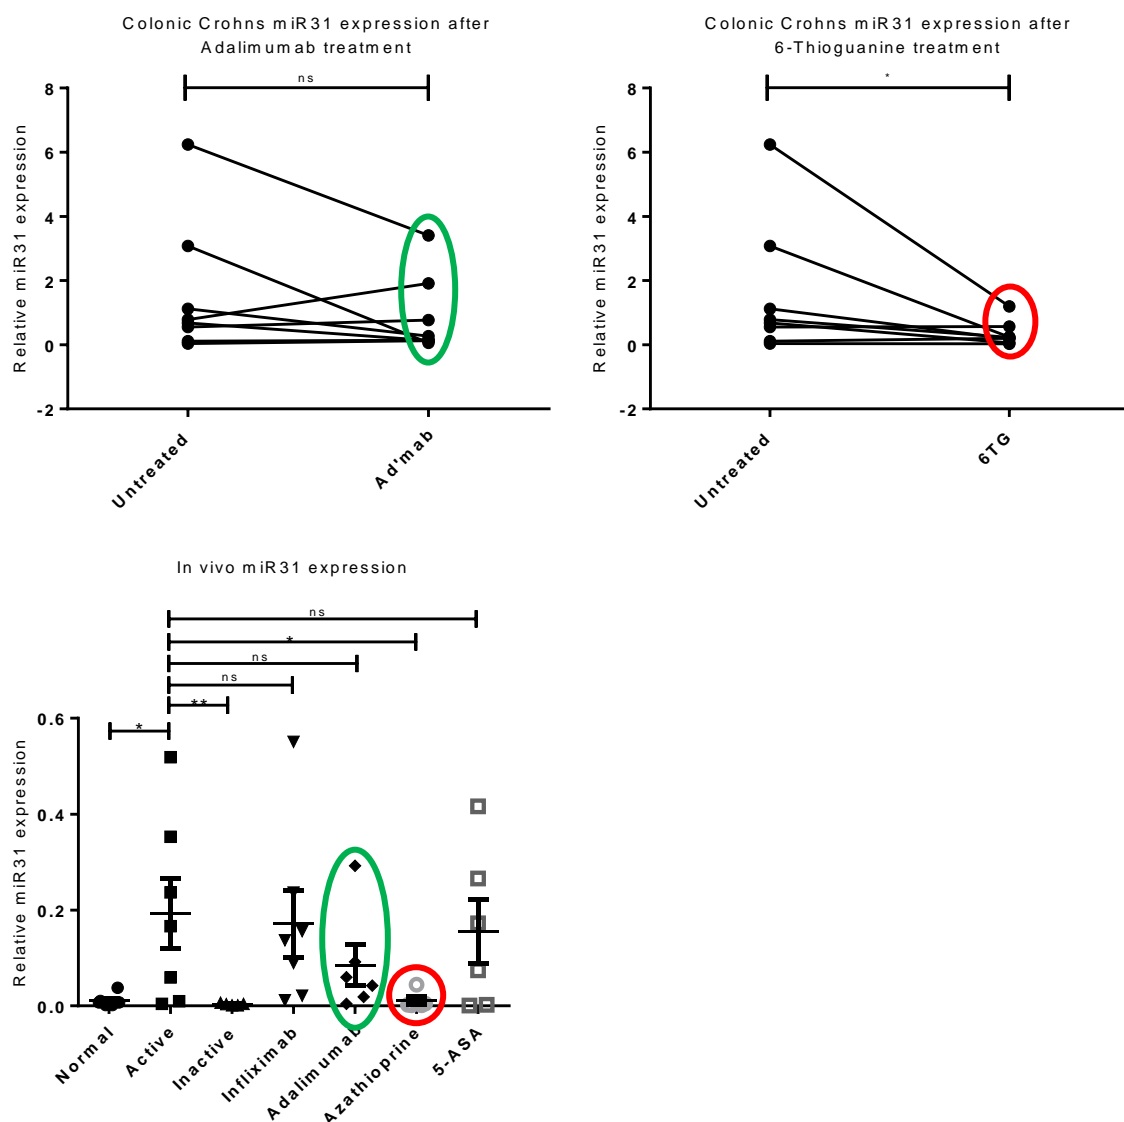 Colonic Crohns miR31 expression after
Adalimumab treatment
ns
8
6
4
2
0
-2
Relative miR31 expression
Untreated
Ad'mab
Colonic Crohns miR31 expression after
6-Thioguanine treatment
*
8
6
4
2
0
-2
Relative miR31 expression
Untreated
6TG
In vivo miR31 expression
ns
*
ns
ns
**
*
0.6
0.4
0.2
0.0
Relative miR31 expression
Normal
Active
Inactive
Infliximab
Adalimumab
Azathioprine
5-ASA